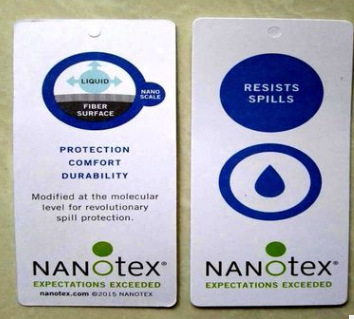 LIQUID
NANO
SCALE
FIBER
SURFACE
PROTECTION
COMFORT
DURABILITY
Modified at the molecular
level for revolutionary
spill protection.
NANOtex®
EXPECTATIONS EXCEEDED
nanotex.com ©2015 NANOTEX
RESISTS
SPILLS
NANOtex®
EXPECTATIONS EXCEEDED